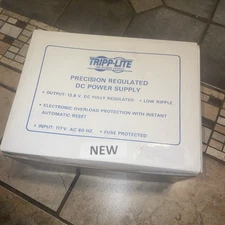 TRIPP-LITE
PRECISION REGULATED
DC POWER SUPPLY
• OUTPUT: 13.8 V DC FULLY REGULATED • LOW RIPPLE
• ELECTRONIC OVERLOAD PROTECTION WITH INSTANT
AUTOMATIC RESET
• INPUT: 117V, AC 60 HZ. • FUSE PROTECTED
NEW